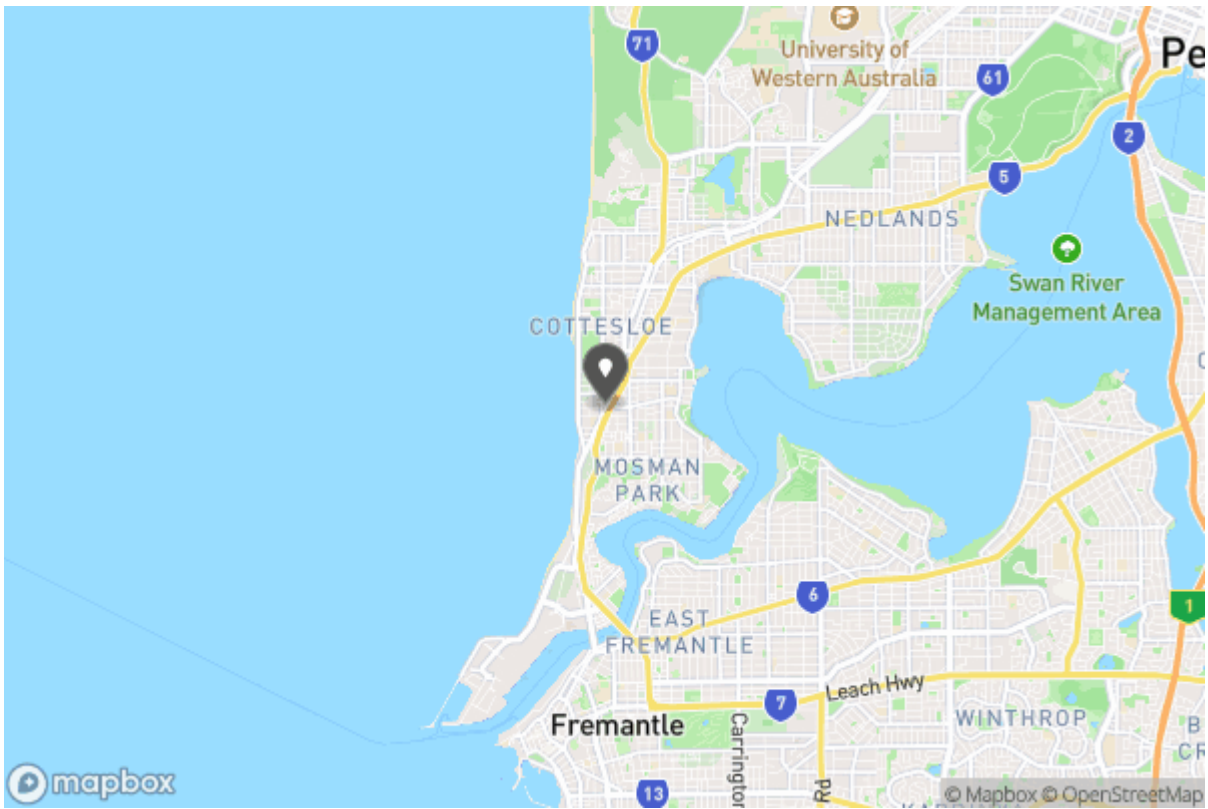 71
University of
Western Australia
61
Pe
2
5
NEDLANDS
Swan River
Management Area
COTTESLOE
MOSMAN
PARK
6
1
EAST
FREMANTLE
Leach Hwy
7
WINTHROP
Fremantle
Carrington
B
CR
13
mapbox
© Mapbox © OpenStreetMap